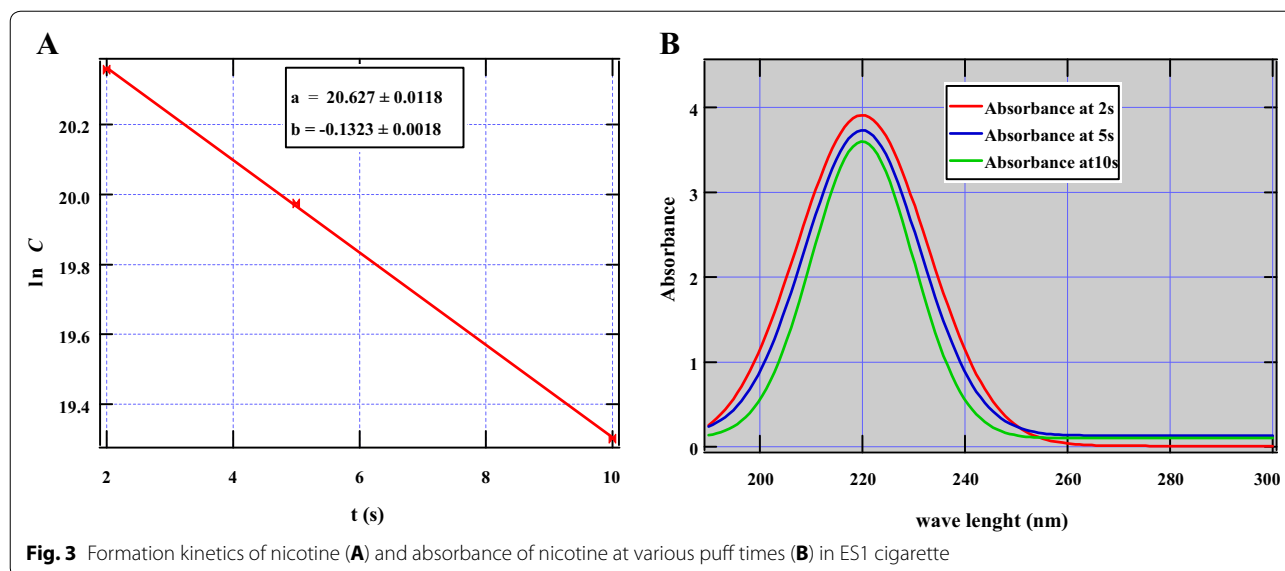 A
a = 20.627 ± 0.0118
b = -0.1323 ± 0.0018
20.2
20.0
19.8
19.6
19.4
ln C
2 4 6 8 10
t (s)
B
Absorbance at 2s
Absorbance at 5s
Absorbance at10s
4
3
2
1
0
Absorbance
200 220 240 260 280 300
wave lenght (nm)
Fig. 3 Formation kinetics of nicotine (A) and absorbance of nicotine at various puff times (B) in ES1 cigarette